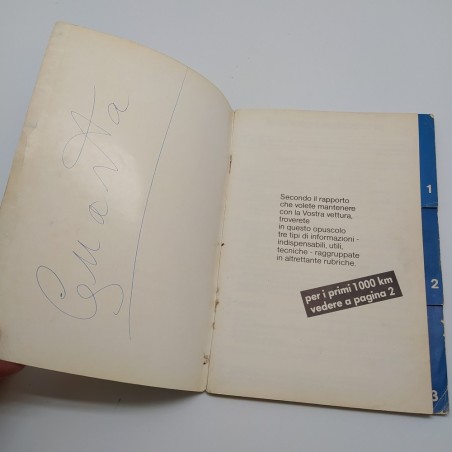 Secondo il rapporto
che volete mantenere
con la Vostra vettura,
troverete
in questo opuscolo
tre tipi di informazioni -
indispensabili, utili,
tecniche - raggruppate
in altrettante rubriche.
per i primi 1000 km
vedere a pagina 2
1
2
3